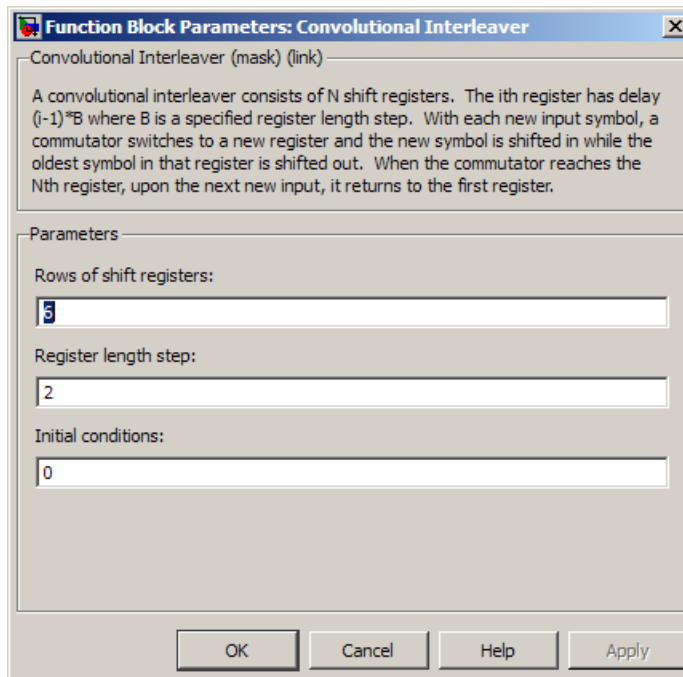 Function Block Parameters: Convolutional Interleaver
Convolutional Interleaver (mask) (link)
A convolutional interleaver consists of N shift registers. The ith register has delay
(i-1)*B where B is a specified register length step. With each new input symbol, a
commutator switches to a new register and the new symbol is shifted in while the
oldest symbol in that register is shifted out. When the commutator reaches the
Nth register, upon the next new input, it returns to the first register.
Parameters
Rows of shift registers:
6
Register length step:
2
Initial conditions:
0
OK Cancel Help Apply